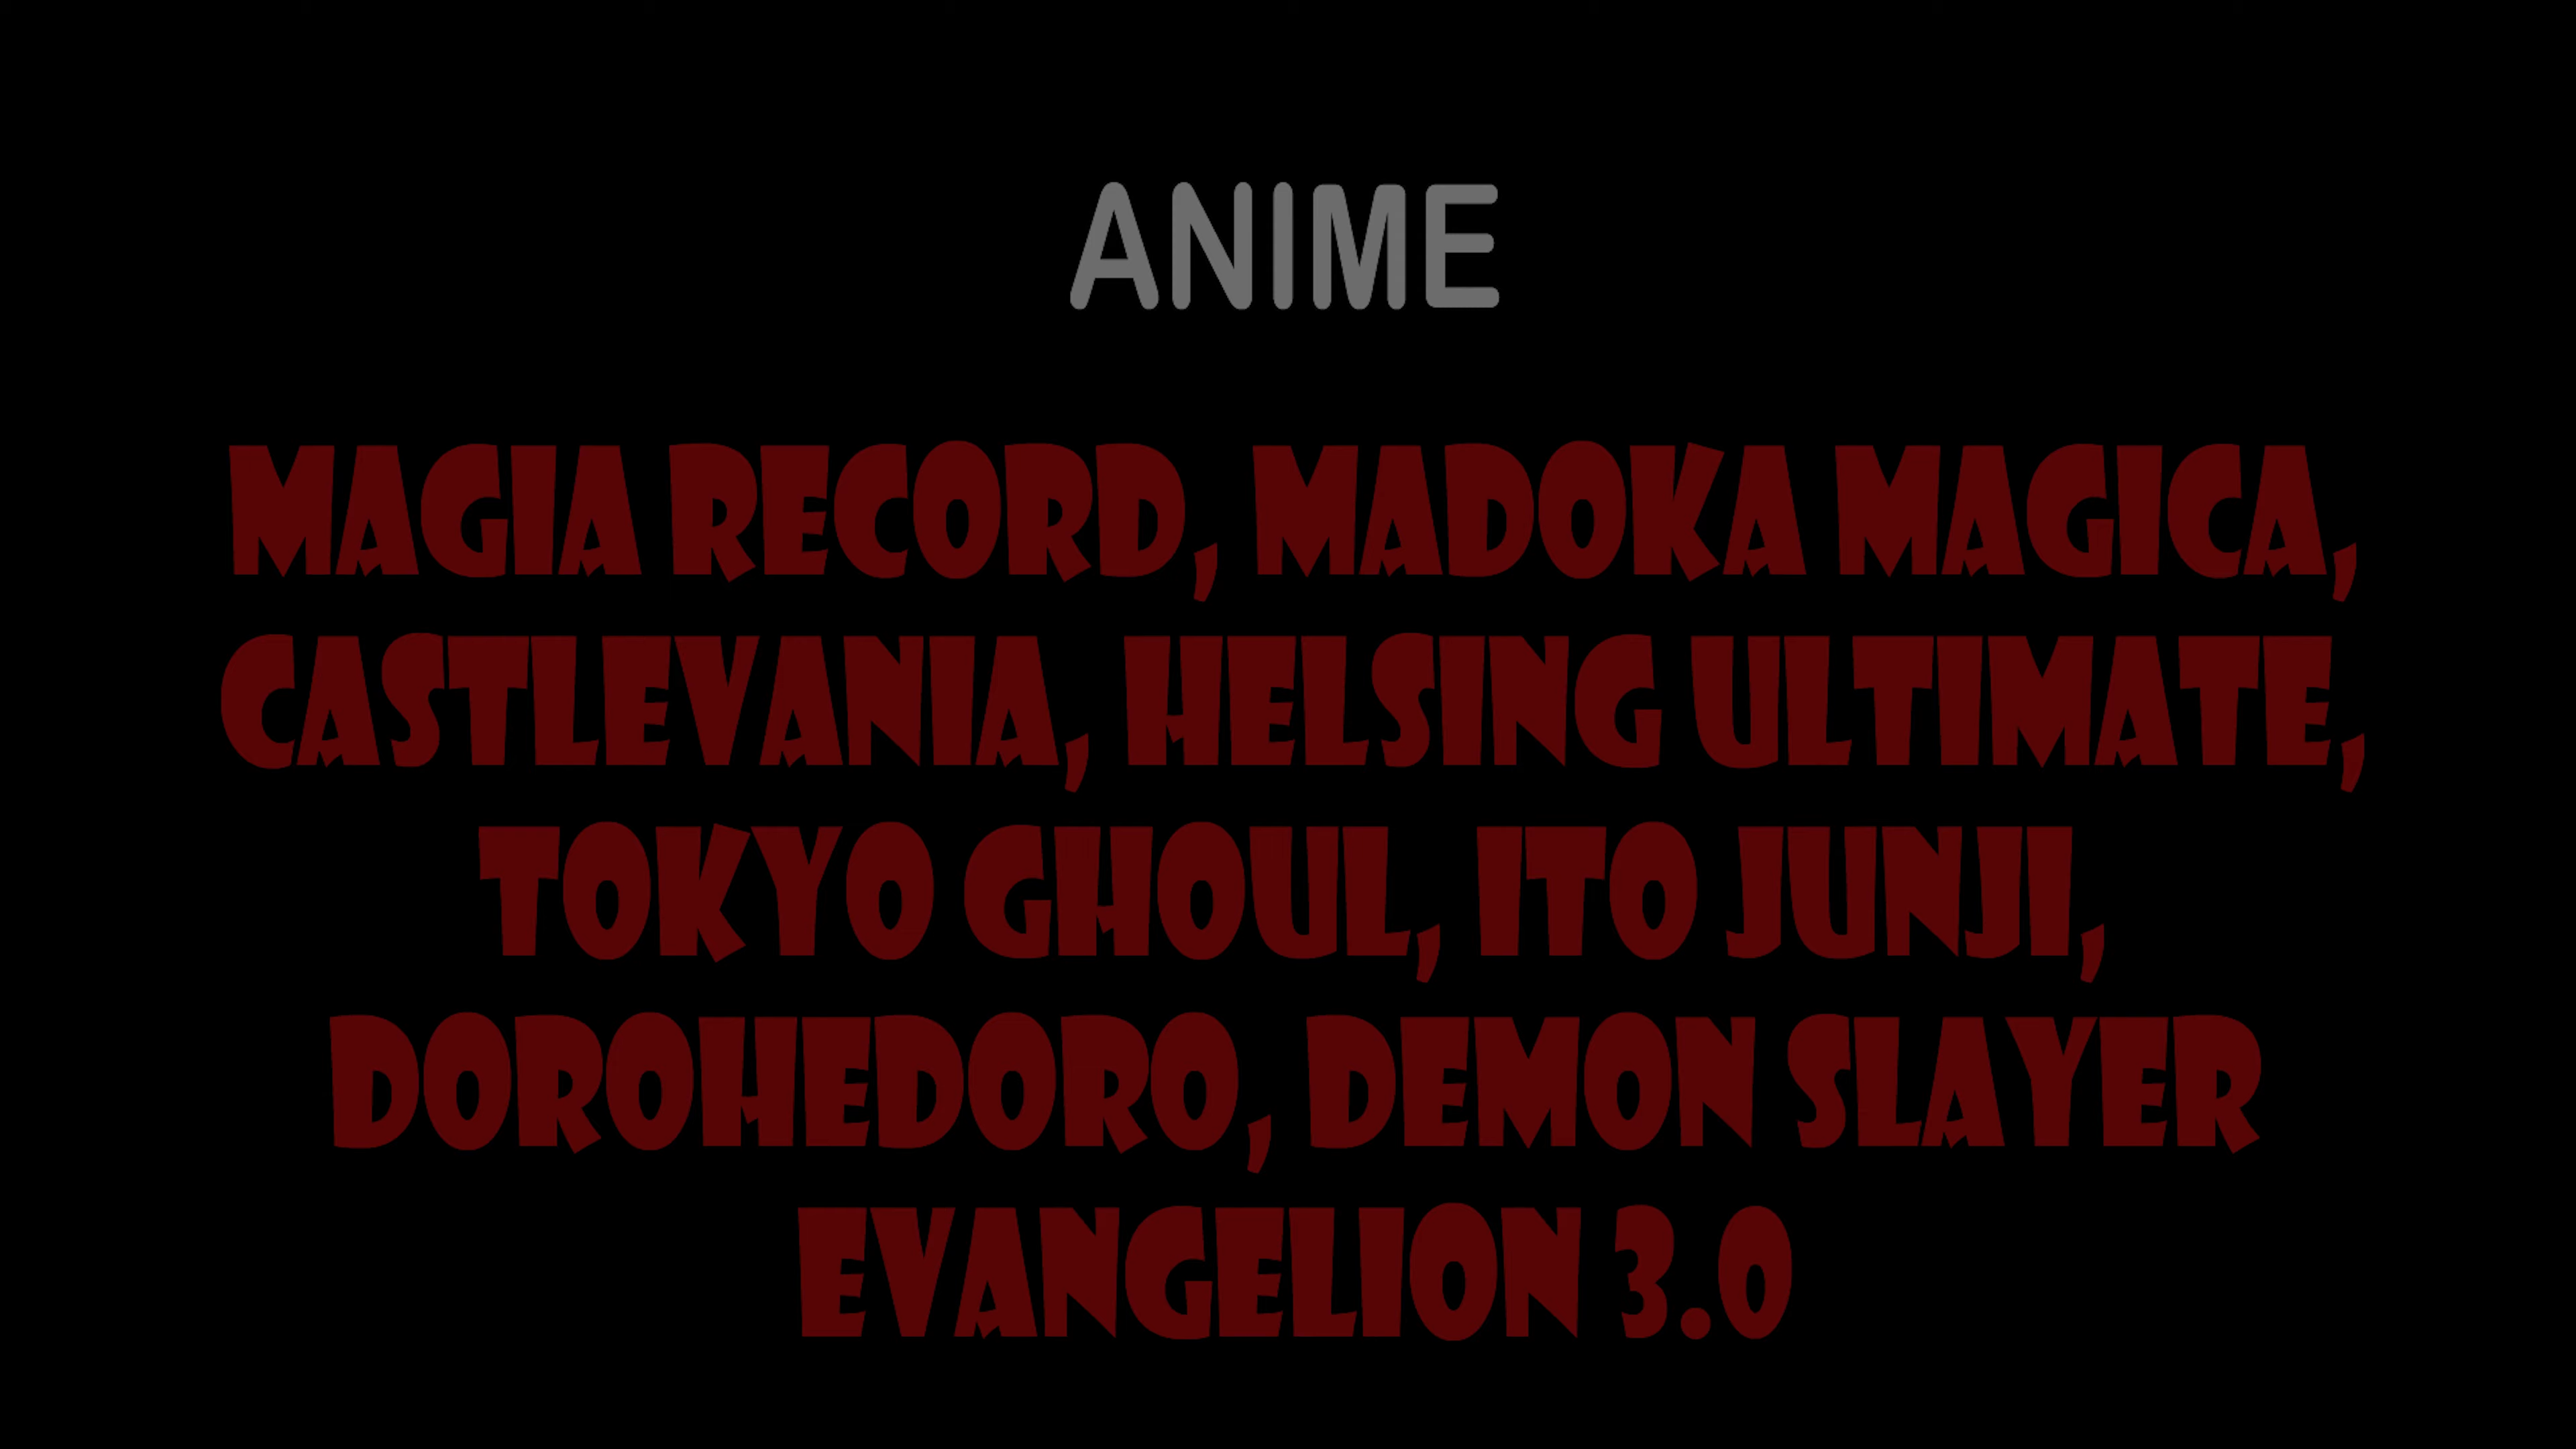 ANIME
MAGIA RECORD, MADOKA MAGICA,
CASTLEVANIA, HELSING ULTIMATE,
TOKYO GHOUL, ITO JUNJI,
DOROHEDORO, DEMON SLAYER
EVANGELION 3.0